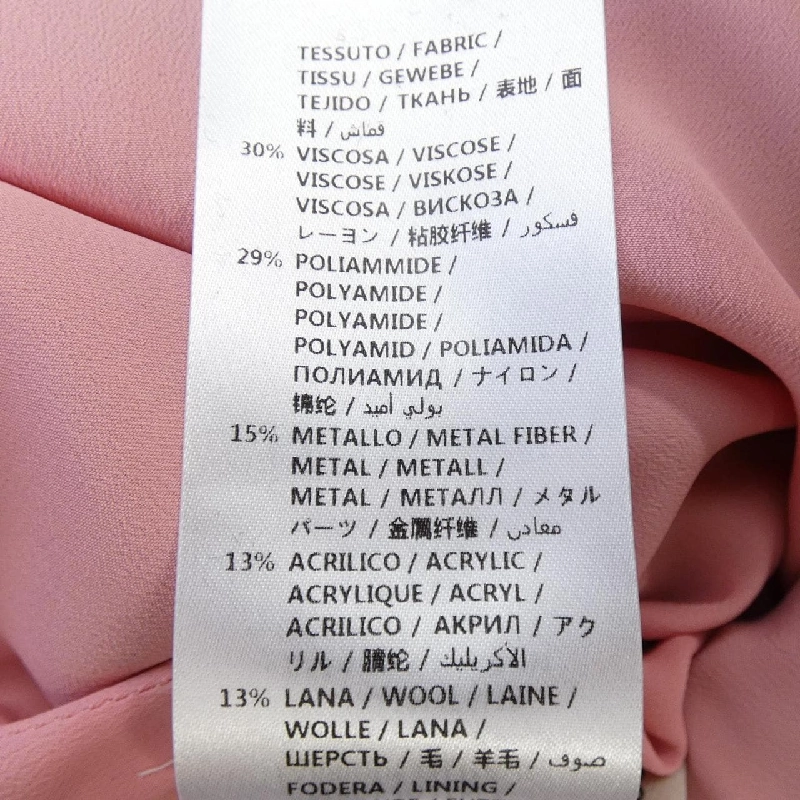 TESSUTO / FABRIC /
TISSU / GEWEBE /
TEJIDO / ТКАНЬ / 表地 / 面
料 / قماش
30% VISCOSA / VISCOSE /
VISCOSE / VISKOSE /
VISCOSA / ВИСКОЗА /
レーヨン / 粘胶纤维 / فسكور
29% POLIAMMIDE /
POLYAMIDE /
POLYAMIDE /
POLYAMID / POLIAMIDA /
ПОЛИАМИД / ナイロン /
锦纶 / بولي أميد
15% METALLO / METAL FIBER /
METAL / METALL /
METAL / МЕТАЛЛ / メタル
パーツ / 金属纤维 / معادن
13% ACRILICO / ACRYLIC /
ACRYLIQUE / ACRYL /
ACRILICO / АКРИЛ / アク
リル / 腈纶 / الأكريليك
13% LANA / WOOL / LAINE /
WOLLE / LANA /
ШЕРСТЬ / 毛 / 羊毛 / صوف
FODERA / LINING /